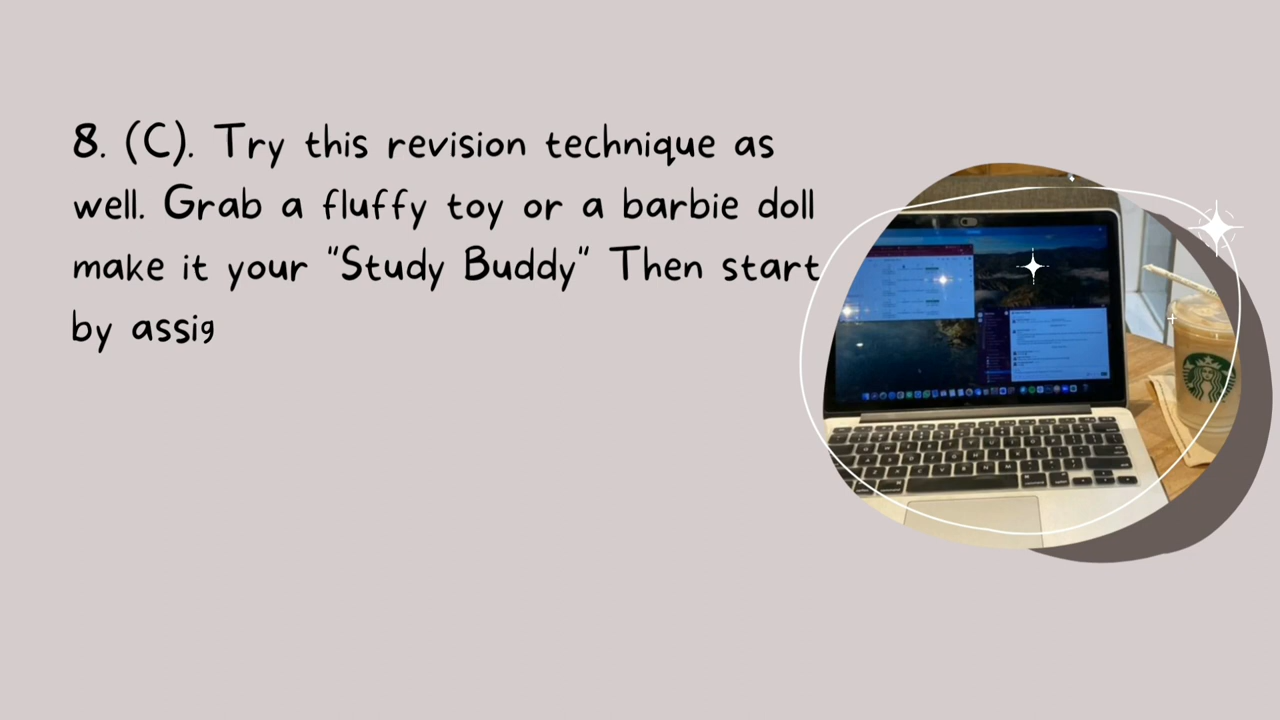 8. (C). Try this revision technique as
well. Grab a fluffy toy or a barbie doll
make it your "Study Buddy" Then start
by assig